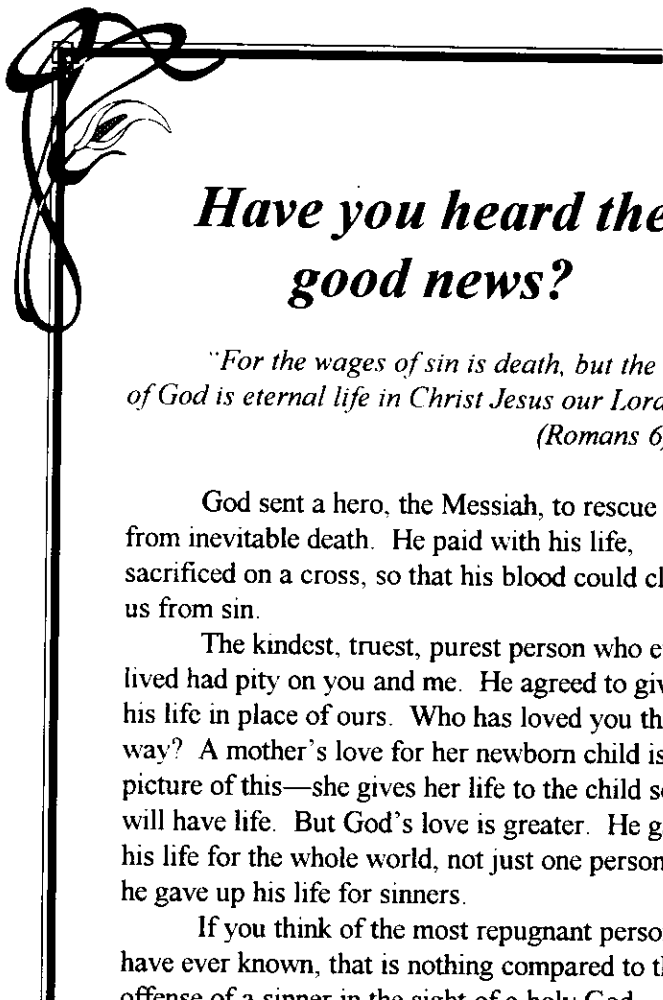 Have you heard the
good news?
"For the wages of sin is death, but the
of God is eternal life in Christ Jesus our Lord
(Romans 6
God sent a hero, the Messiah, to rescue
from inevitable death. He paid with his life,
sacrificed on a cross, so that his blood could cl
us from sin.
The kindest, truest, purest person who e
lived had pity on you and me. He agreed to giv
his life in place of ours. Who has loved you th
way? A mother's love for her newborn child is
picture of this—she gives her life to the child s
will have life. But God's love is greater. He g
his life for the whole world, not just one person
he gave up his life for sinners.
If you think of the most repugnant perso
have ever known, that is nothing compared to th
offense of a sinner in the sight of a holy God